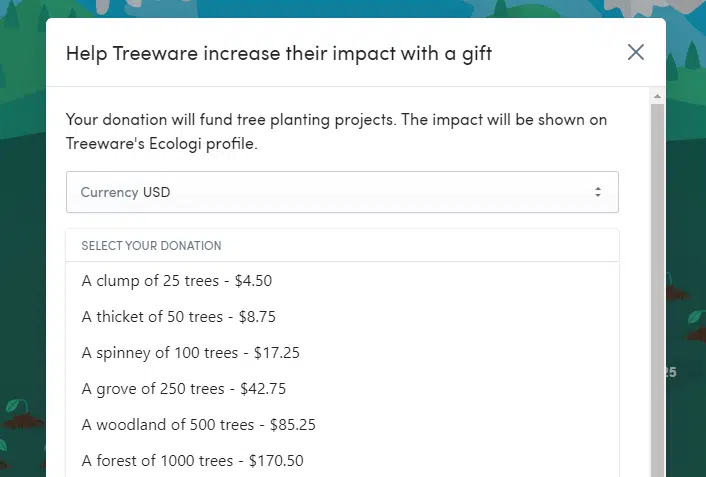 Help Treeware increase their impact with a gift
Your donation will fund tree planting projects. The impact will be shown on
Treeware's Ecologi profile.
Currency USD
SELECT YOUR DONATION
A clump of 25 trees - $4.50
A thicket of 50 trees - $8.75
A spinney of 100 trees - $17.25
A grove of 250 trees - $42.75
25
A woodland of 500 trees - $85.25
A forest of 1000 trees - $170.50